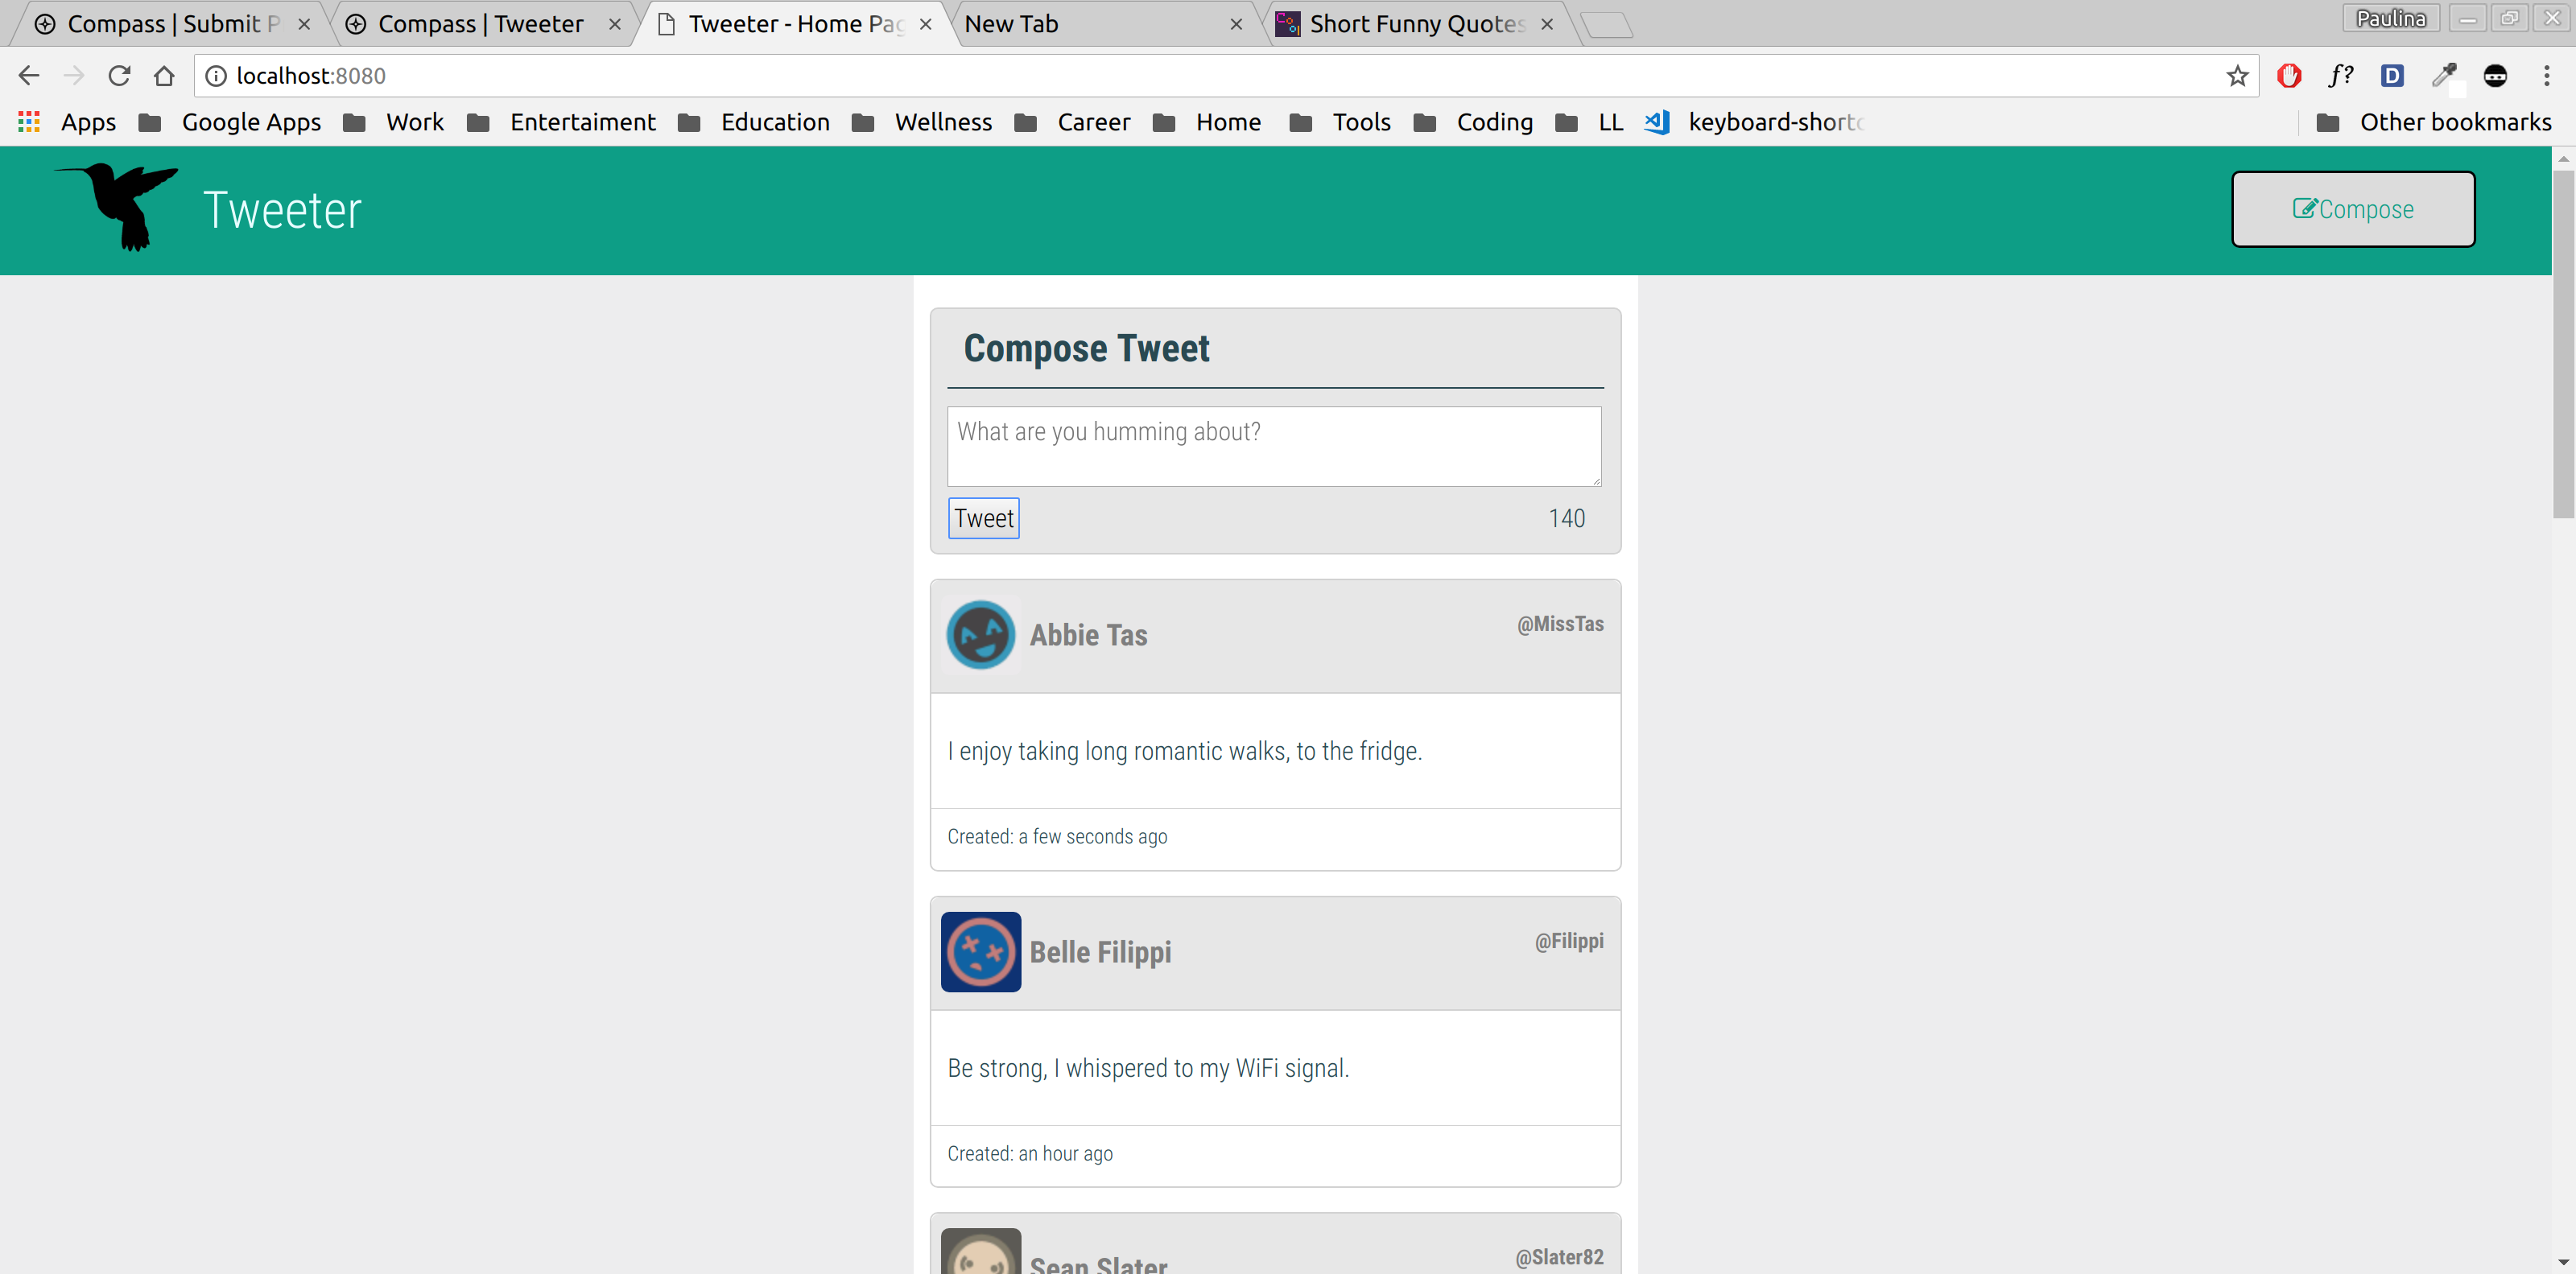 Compass | Submit P
Compass | Tweeter
Tweeter - Home Pag
New Tab
Short Funny Quotes
Paulina
localhost:8080
f?
D
Apps
Google Apps
Work
Entertaiment
Education
Wellness
Career
Home
Tools
Coding
LL
keyboard-shortc
Other bookmarks
Tweeter
Compose
Compose Tweet
What are you humming about?
Tweet
140
Abbie Tas
@MissTas
I enjoy taking long romantic walks, to the fridge.
Created: a few seconds ago
Belle Filippi
@Filippi
Be strong, I whispered to my WiFi signal.
Created: an hour ago
Sean Slater
@Slater82